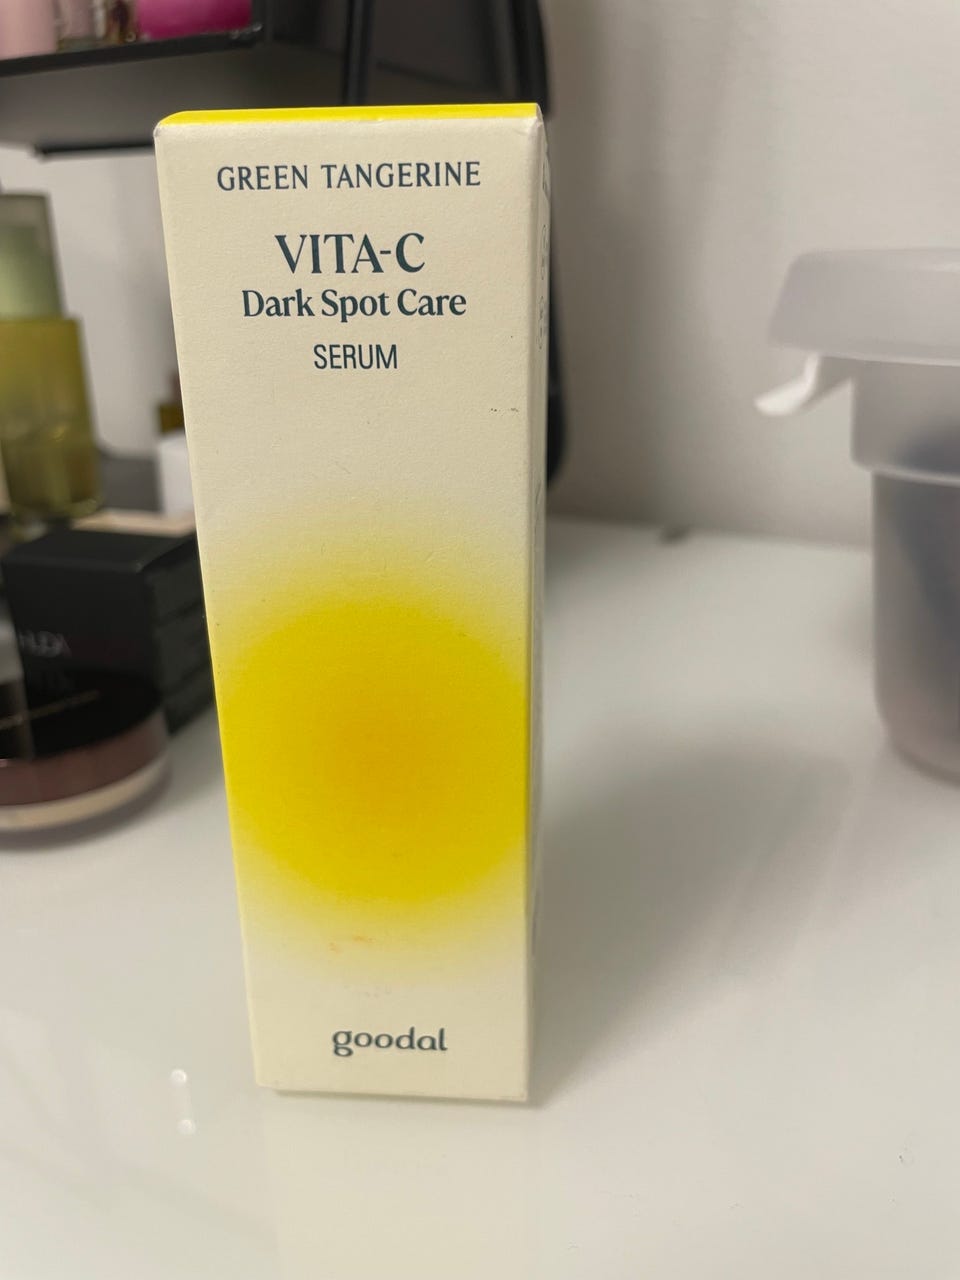 GREEN TANGERINE
VITA-C
Dark Spot Care
SERUM
goodal